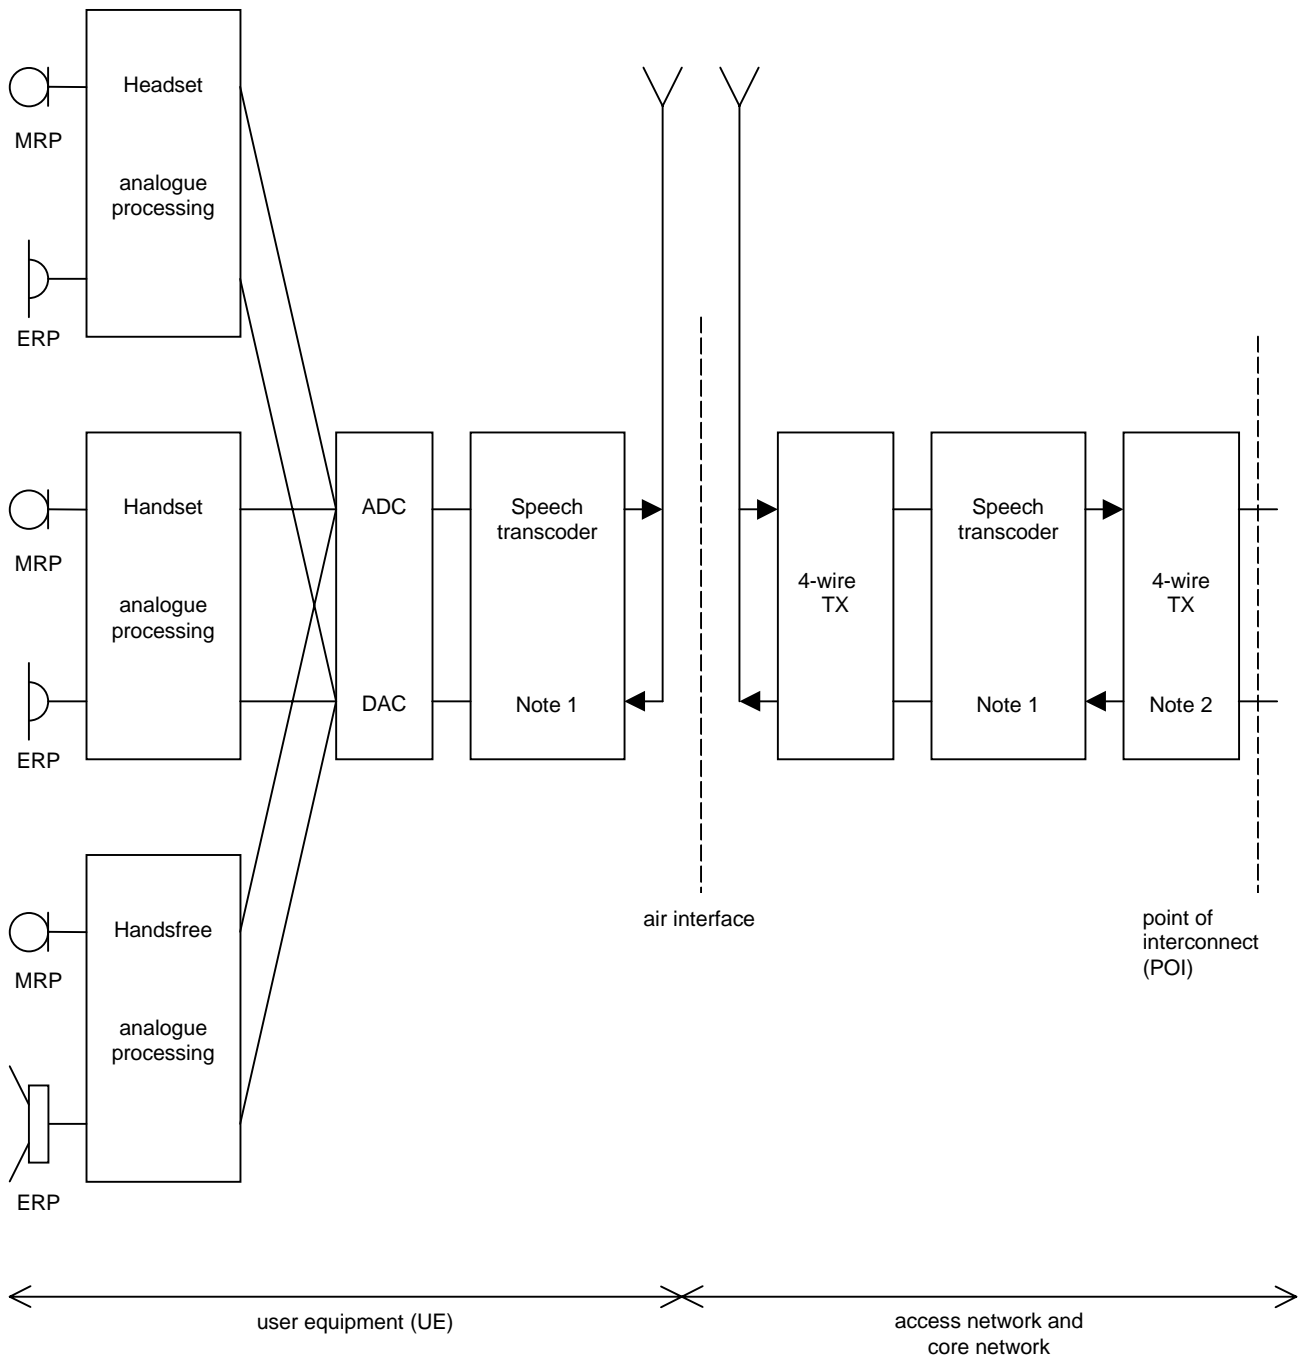 Headset
MRP
analogue
processing
ERP
Handset
MRP
analogue
processing
ERP
Handsfree
MRP
analogue
processing
ERP
ADC
DAC
Speech
transcoder
Note 1
4-wire
TX
Speech
transcoder
Note 1
4-wire
TX
Note 2
air interface
point of
interconnect
(POI)
user equipment (UE)
access network and
core network